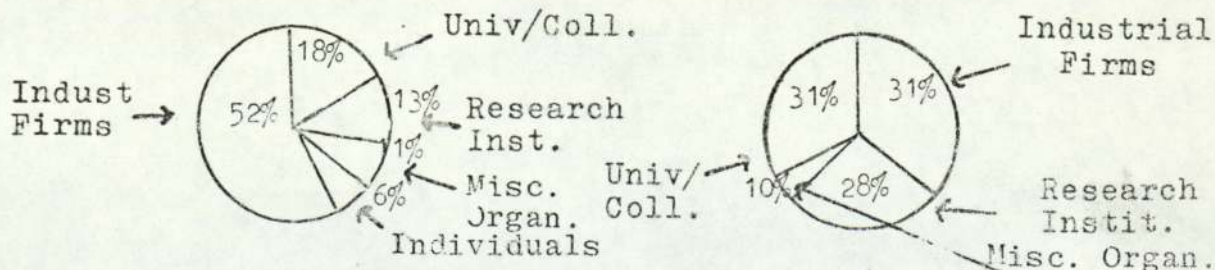 Indust
Firms
52%
18%
Univ/Coll.
13%
Research
Inst.
1%
Misc.
Organ.
6%
Individuals
31%
31%
Industrial
Firms
Univ/
Coll.
10%
28%
Research
Instit.
Misc. Organ.